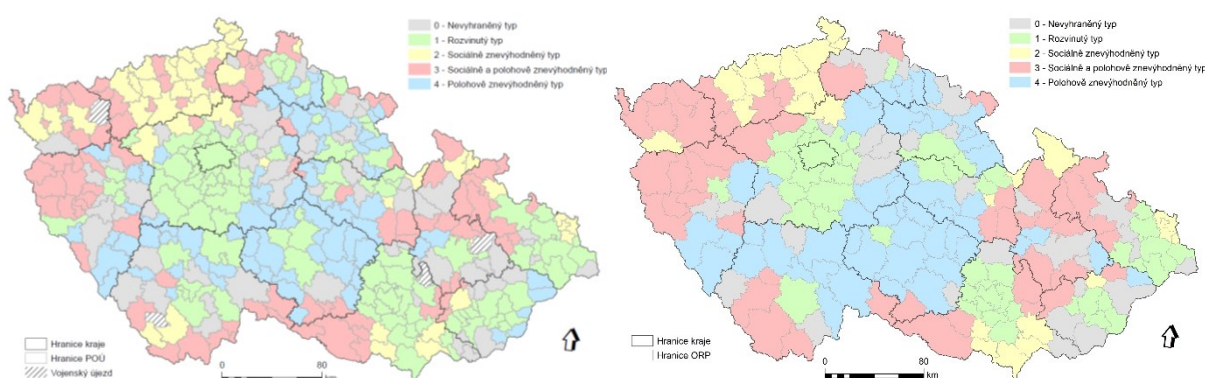 0 - Nevyhraněný typ
1 - Rozvinutý typ
2 - Sociálně znevýhodněný typ
3 - Sociálně a polohově znevýhodněný typ
4 - Polohově znevýhodněný typ
Hranice kraje
Hranice POÚ
Vojenský újezd
0
80
km
0 - Nevyhraněný typ
1 - Rozvinutý typ
2 - Sociálně znevýhodněný typ
3 - Sociálně a polohově znevýhodněný typ
4 - Polohově znevýhodněný typ
Hranice kraje
Hranice ORP
0
80
km